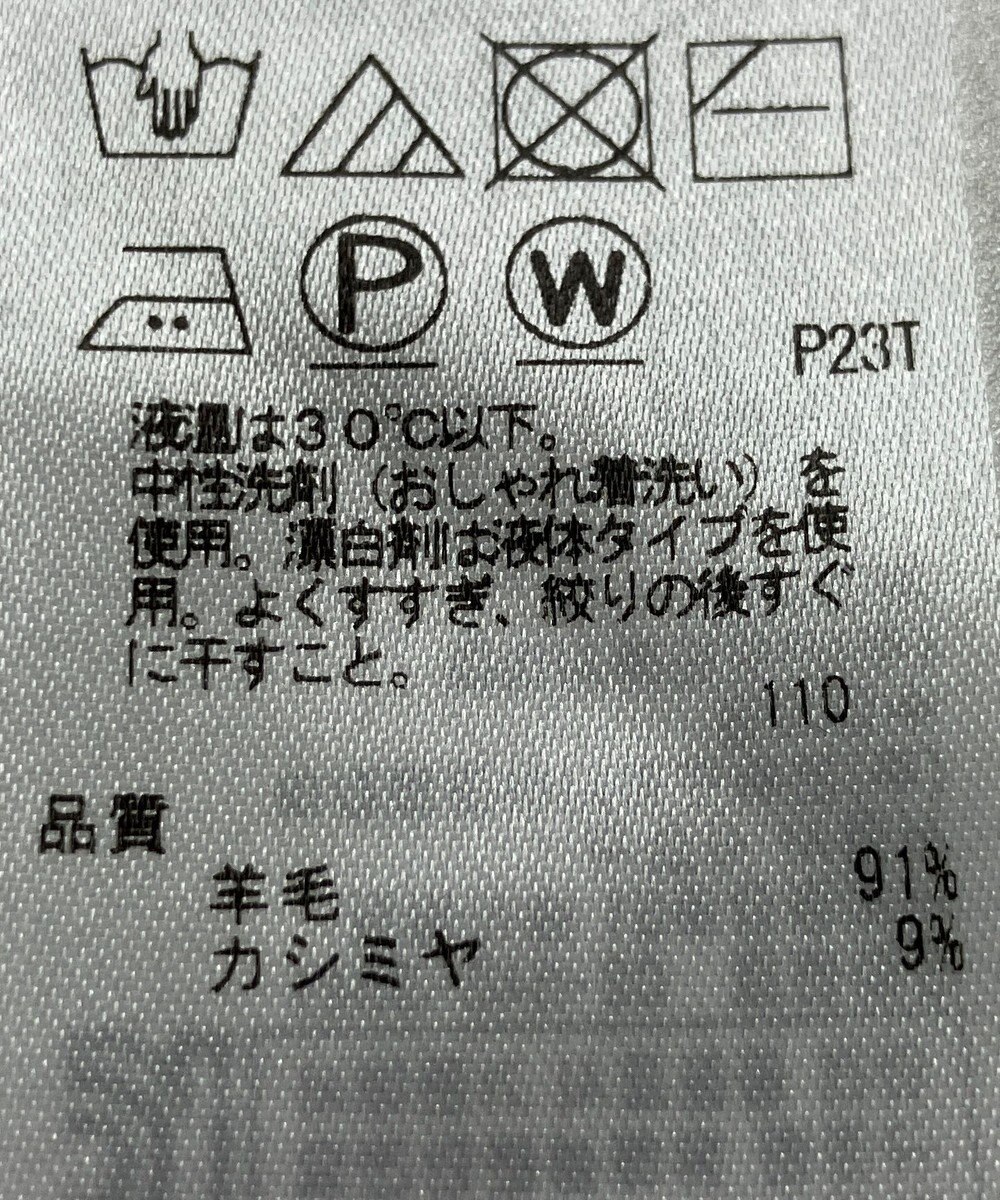 P
W
P23T
液温は30℃以下。
中性洗剤（おしゃれ着洗い）を
使用。漂白剤は液体タイプを使
用。よくすすぎ、絞りの後すぐ
に干すこと。
110
品質
羊毛 91%
カシミヤ 9%